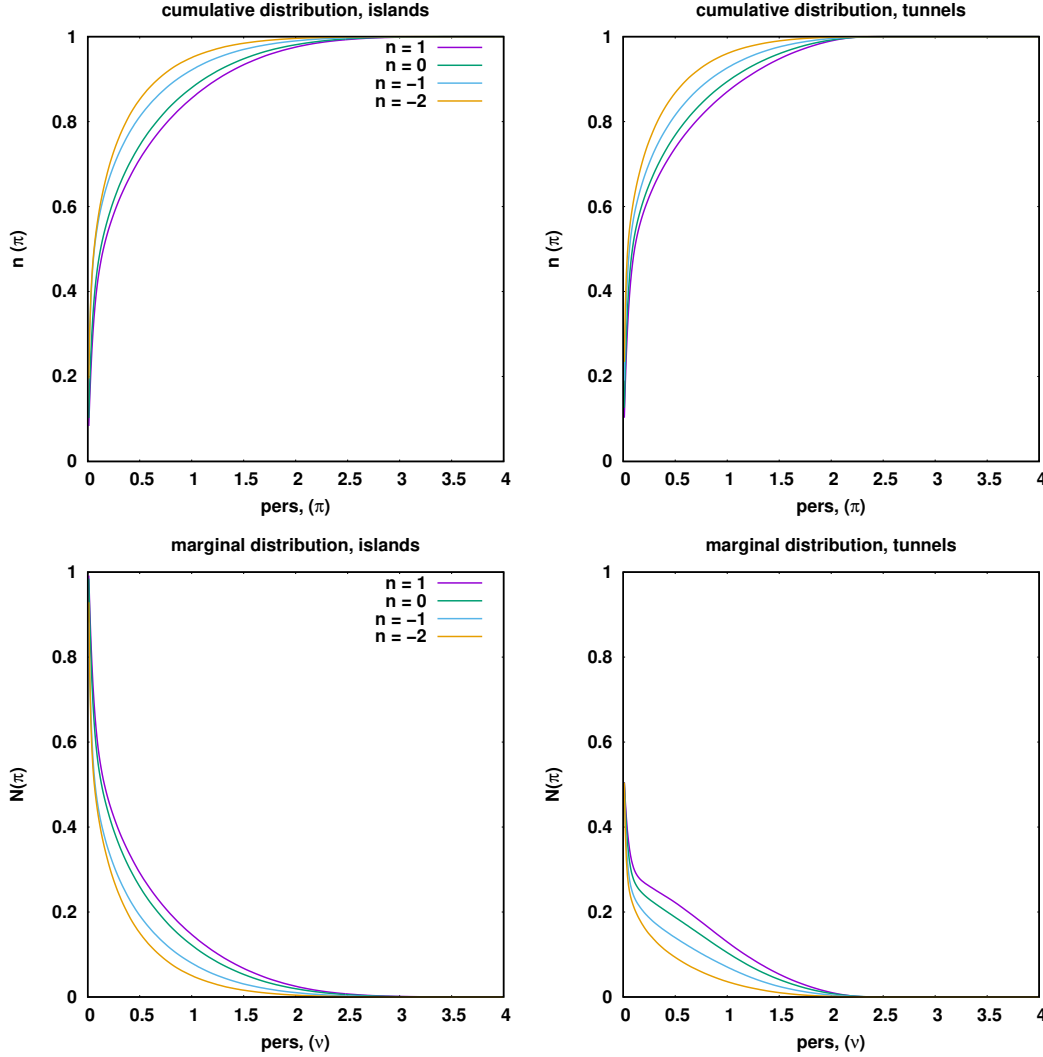 cumulative distribution, islands
n (π)
1
0.8
0.6
0.4
0.2
0
n = 1
n = 0
n = −1
n = −2
0 0.5 1 1.5 2 2.5 3 3.5 4
pers, (π)
cumulative distribution, tunnels
n (π)
1
0.8
0.6
0.4
0.2
0
0 0.5 1 1.5 2 2.5 3 3.5 4
pers, (π)
marginal distribution, islands
N(π)
1
0.8
0.6
0.4
0.2
0
n = 1
n = 0
n = −1
n = −2
0 0.5 1 1.5 2 2.5 3 3.5 4
pers, (ν)
marginal distribution, tunnels
N(π)
1
0.8
0.6
0.4
0.2
0
0 0.5 1 1.5 2 2.5 3 3.5 4
pers, (ν)